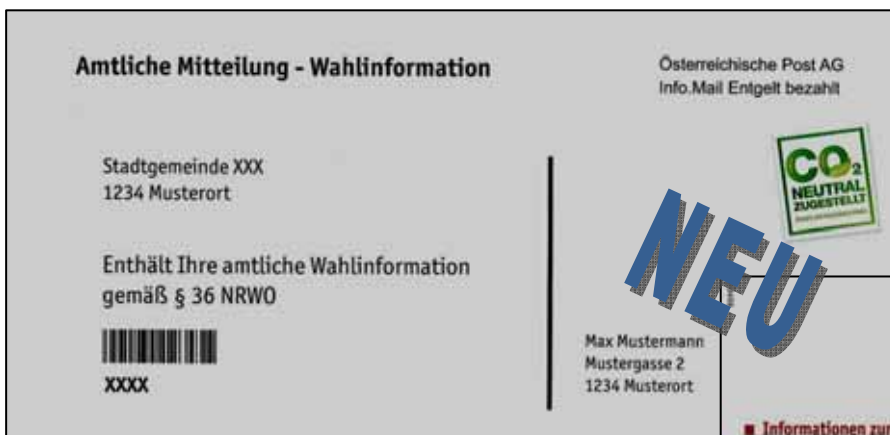 Amtliche Mitteilung - Wahlinformation
Österreichische Post AG
Info.Mail Entgelt bezahlt
Stadtgemeinde XXX
1234 Musterort
CO2
NEUTRAL
ZUGESTELLT
NEU
Enthält Ihre amtliche Wahlinformation
gemäß § 36 NRWO
XXXX
Max Mustermann
Mustergasse 2
1234 Musterort
■ Informationen zur